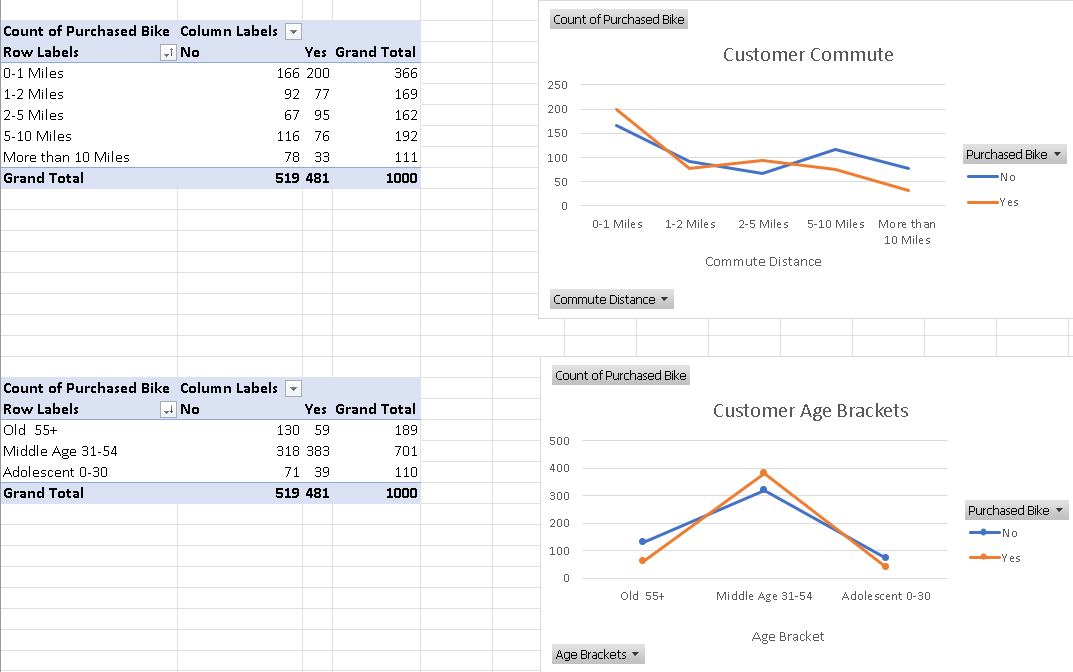 Count of Purchased Bike Column Labels
Row Labels No Yes Grand Total
0-1 Miles 166 200 366
1-2 Miles 92 77 169
2-5 Miles 67 95 162
5-10 Miles 116 76 192
More than 10 Miles 78 33 111
Grand Total 519 481 1000
Count of Purchased Bike
Customer Commute
250
200
150
100
50
0
0-1 Miles 1-2 Miles 2-5 Miles 5-10 Miles More than
10 Miles
Commute Distance
Purchased Bike
No
Yes
Commute Distance
Count of Purchased Bike Column Labels
Row Labels No Yes Grand Total
Old 55+ 130 59 189
Middle Age 31-54 318 383 701
Adolescent 0-30 71 39 110
Grand Total 519 481 1000
Count of Purchased Bike
Customer Age Brackets
500
400
300
200
100
0
Old 55+ Middle Age 31-54 Adolescent 0-30
Age Bracket
Purchased Bike
No
Yes
Age Brackets